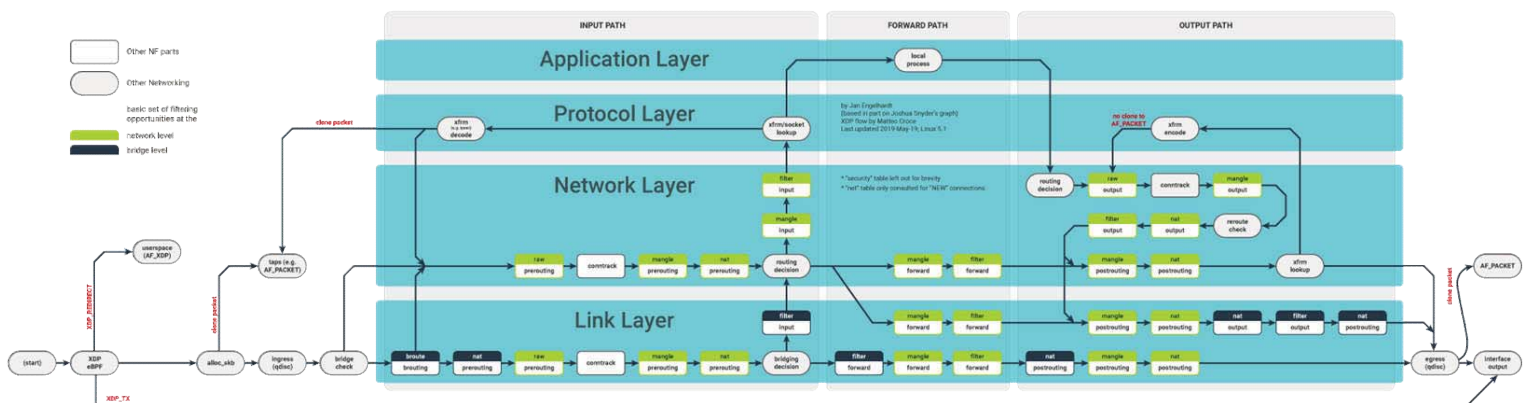 INPUT PATH
FORWARD PATH
OUTPUT PATH
Other NF parts
Other Networking
basic set of filtering
opportunities at the
network level
bridge level
Application Layer
local
process
Protocol Layer
clone packet
xfrm
(e.g. ipsec)
decode
xfrm/socket
lookup
by Jan Engelhardt
(based in part on Joshua Snyder's graph)
XDP flow by Matteo Croce
Last updated 2019-May-19; Linux 5.1
no clone to
AF_PACKET
xfrm
encode
Network Layer
filter
input
* "security" table left out for brevity
* "nat" table only consulted for "NEW" connections
routing
decision
raw
output
conntrack
mangle
output
mangle
input
filter
output
nat
output
reroute
check
userspace
(AF_XDP)
taps (e.g.
AF_PACKET)
raw
prerouting
conntrack
mangle
prerouting
nat
prerouting
routing
decision
mangle
forward
filter
forward
mangle
postrouting
nat
postrouting
xfrm
lookup
AF_PACKET
XDP_REDIRECT
clone packet
clone packet
Link Layer
filter
input
mangle
forward
filter
forward
mangle
postrouting
nat
postrouting
nat
output
filter
output
nat
postrouting
(start)
XDP
eBPF
alloc_skb
ingress
(qdisc)
bridge
check
broute
brouting
nat
prerouting
raw
prerouting
conntrack
mangle
prerouting
nat
prerouting
bridging
decision
filter
forward
mangle
forward
filter
forward
nat
postrouting
mangle
postrouting
nat
postrouting
egress
(qdisc)
interface
output
XDP_TX